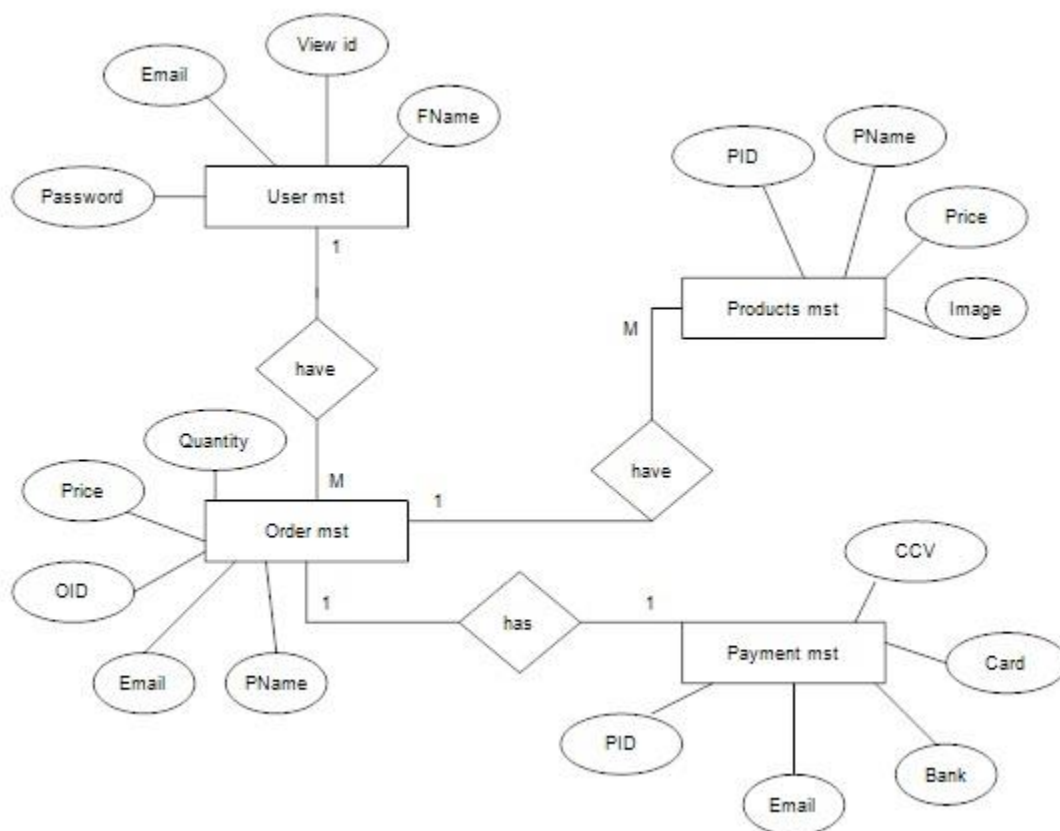 View id
Email
FName
Password
User mst
1
PID
PName
Price
Products mst
Image
M
have
Quantity
M
have
Price
1
Order mst
OID
CCV
1
has
1
Payment mst
Card
Email
PName
PID
Bank
Email